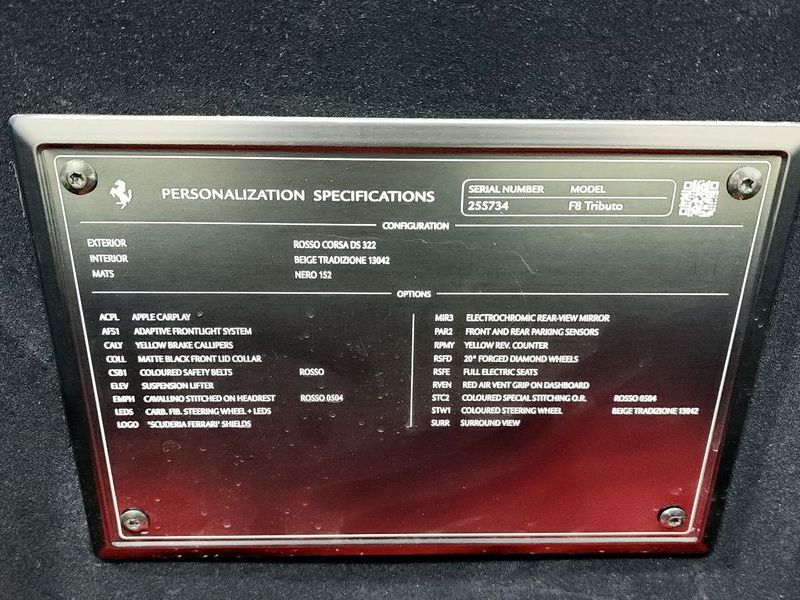 PERSONALIZATION SPECIFICATIONS
SERIAL NUMBER MODEL
255734 F8 Tributo
CONFIGURATION
EXTERIOR ROSSO CORSA DS 322
INTERIOR BEIGE TRADIZIONE 13042
MATS NERO 152
OPTIONS
ACPL APPLE CARPLAY
AFS1 ADAPTIVE FRONTLIGHT SYSTEM
CALY YELLOW BRAKE CALLIPERS
COLL MATTE BLACK FRONT LID COLLAR
CSB1 COLOURED SAFETY BELTS ROSSO
ELEV SUSPENSION LIFTER
EMPH CAVALLINO STITCHED ON HEADREST ROSSO 0504
LEDS CARB. FIB. STEERING WHEEL + LEDS
LOGO "SCUDERIA FERRARI" SHIELDS
MIR3 ELECTROCHROMIC REAR-VIEW MIRROR
PAR2 FRONT AND REAR PARKING SENSORS
RPMY YELLOW REV. COUNTER
RSFD 20" FORGED DIAMOND WHEELS
RSFE FULL ELECTRIC SEATS
RVEN RED AIR VENT GRIP ON DASHBOARD
STC2 COLOURED SPECIAL STITCHING O.R. ROSSO 0504
STW1 COLOURED STEERING WHEEL BEIGE TRADIZIONE 13042
SURR SURROUND VIEW